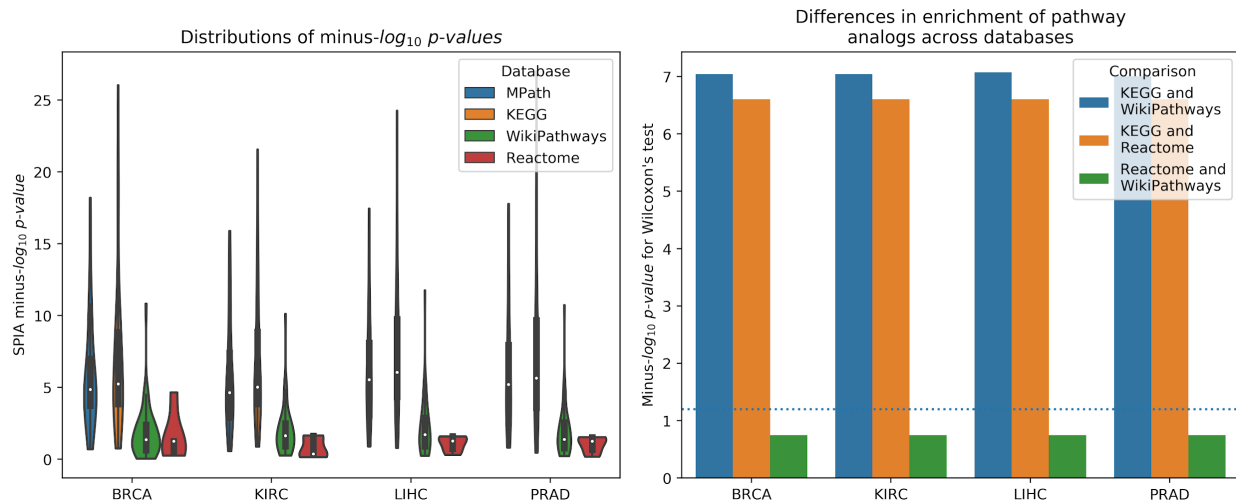 Distributions of minus-log10 p-values
SPIA minus-log10 p-value
25
20
15
10
5
0
BRCA
KIRC
LIHC
PRAD
Database
MPath
KEGG
WikiPathways
Reactome
Differences in enrichment of pathway
analogs across databases
Minus-log10 p-value for Wilcoxon's test
7
6
5
4
3
2
1
0
BRCA
KIRC
LIHC
PRAD
Comparison
KEGG and
WikiPathways
KEGG and
Reactome
Reactome and
WikiPathways